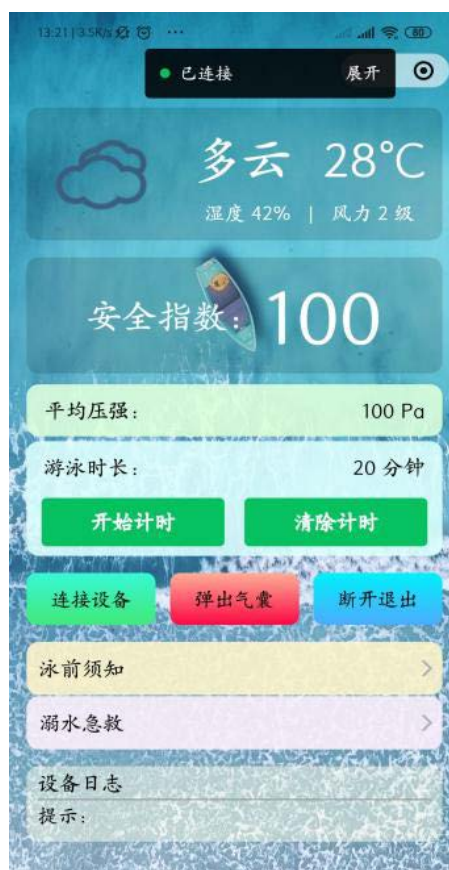 13:21 | 3.5K/s ...
80
已连接 展开
多云 28°C
湿度 42% | 风力 2 级
安全指数: 100
平均压强: 100 Pa
游泳时长: 20 分钟
开始计时 清除计时
连接设备 弹出气囊 断开退出
泳前须知
溺水急救
设备日志
提示: